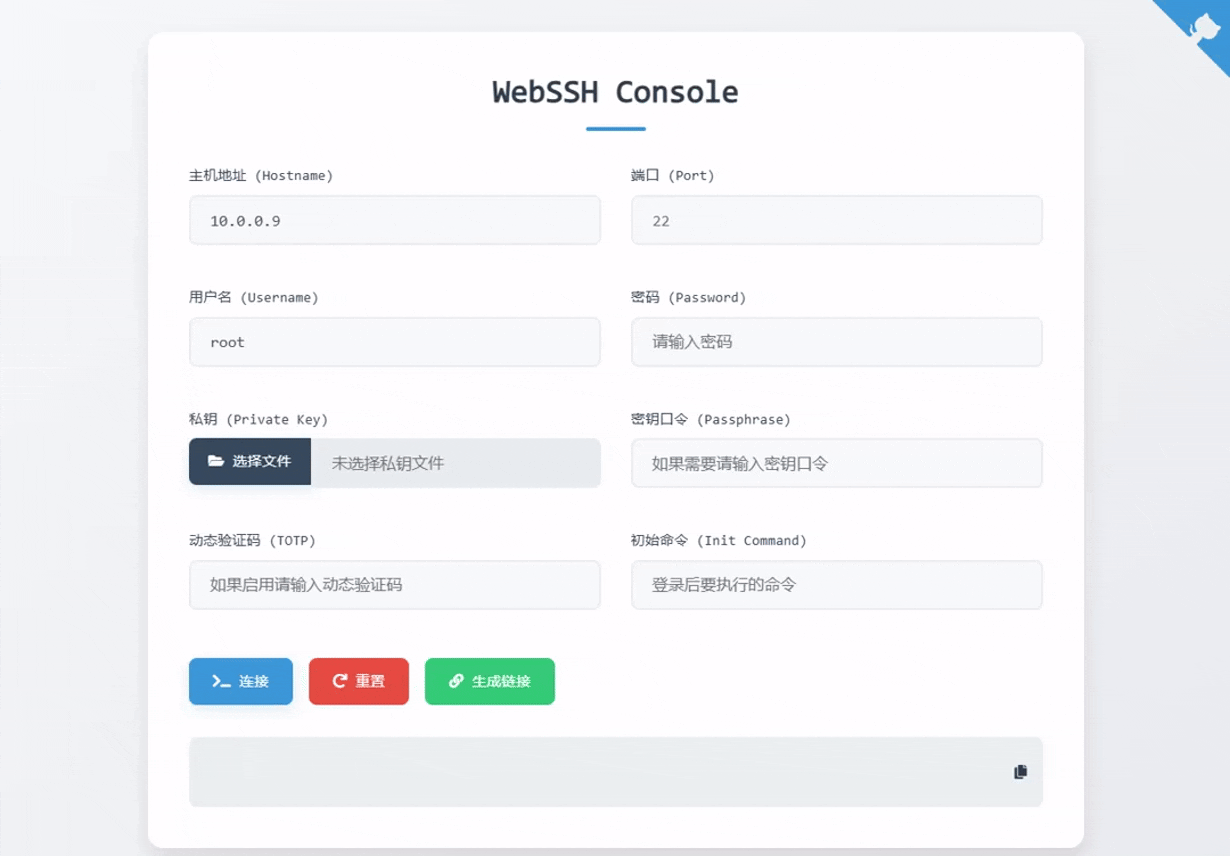 WebSSH Console
主机地址 (Hostname)
端口 (Port)
10.0.0.9
22
用户名 (Username)
密码 (Password)
root
请输入密码
私钥 (Private Key)
密钥口令 (Passphrase)
选择文件
未选择私钥文件
如果需要请输入密钥口令
动态验证码 (TOTP)
初始命令 (Init Command)
如果启用请输入动态验证码
登录后要执行的命令
连接
重置
生成链接